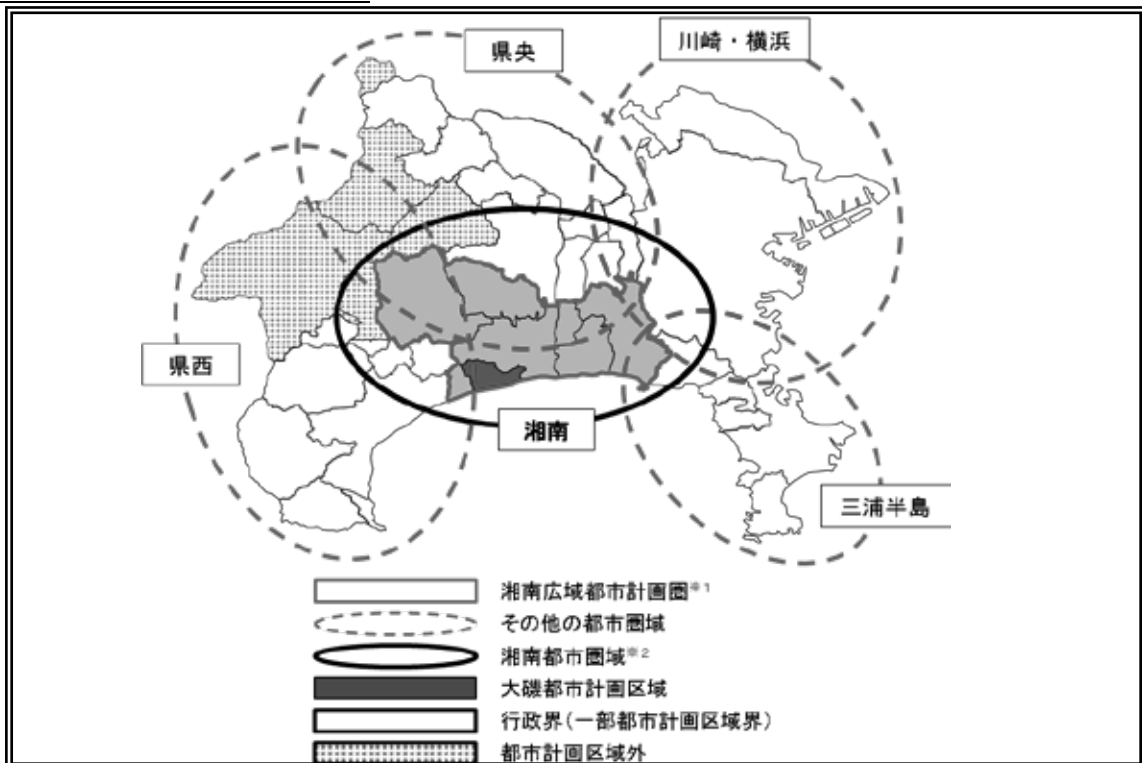 県央
川崎・横浜
県西
湘南
三浦半島
湘南広域都市計画圏※1
その他の都市圏域
湘南都市圏域※2
大磯都市計画区域
行政界(一部都市計画区域界)
都市計画区域外